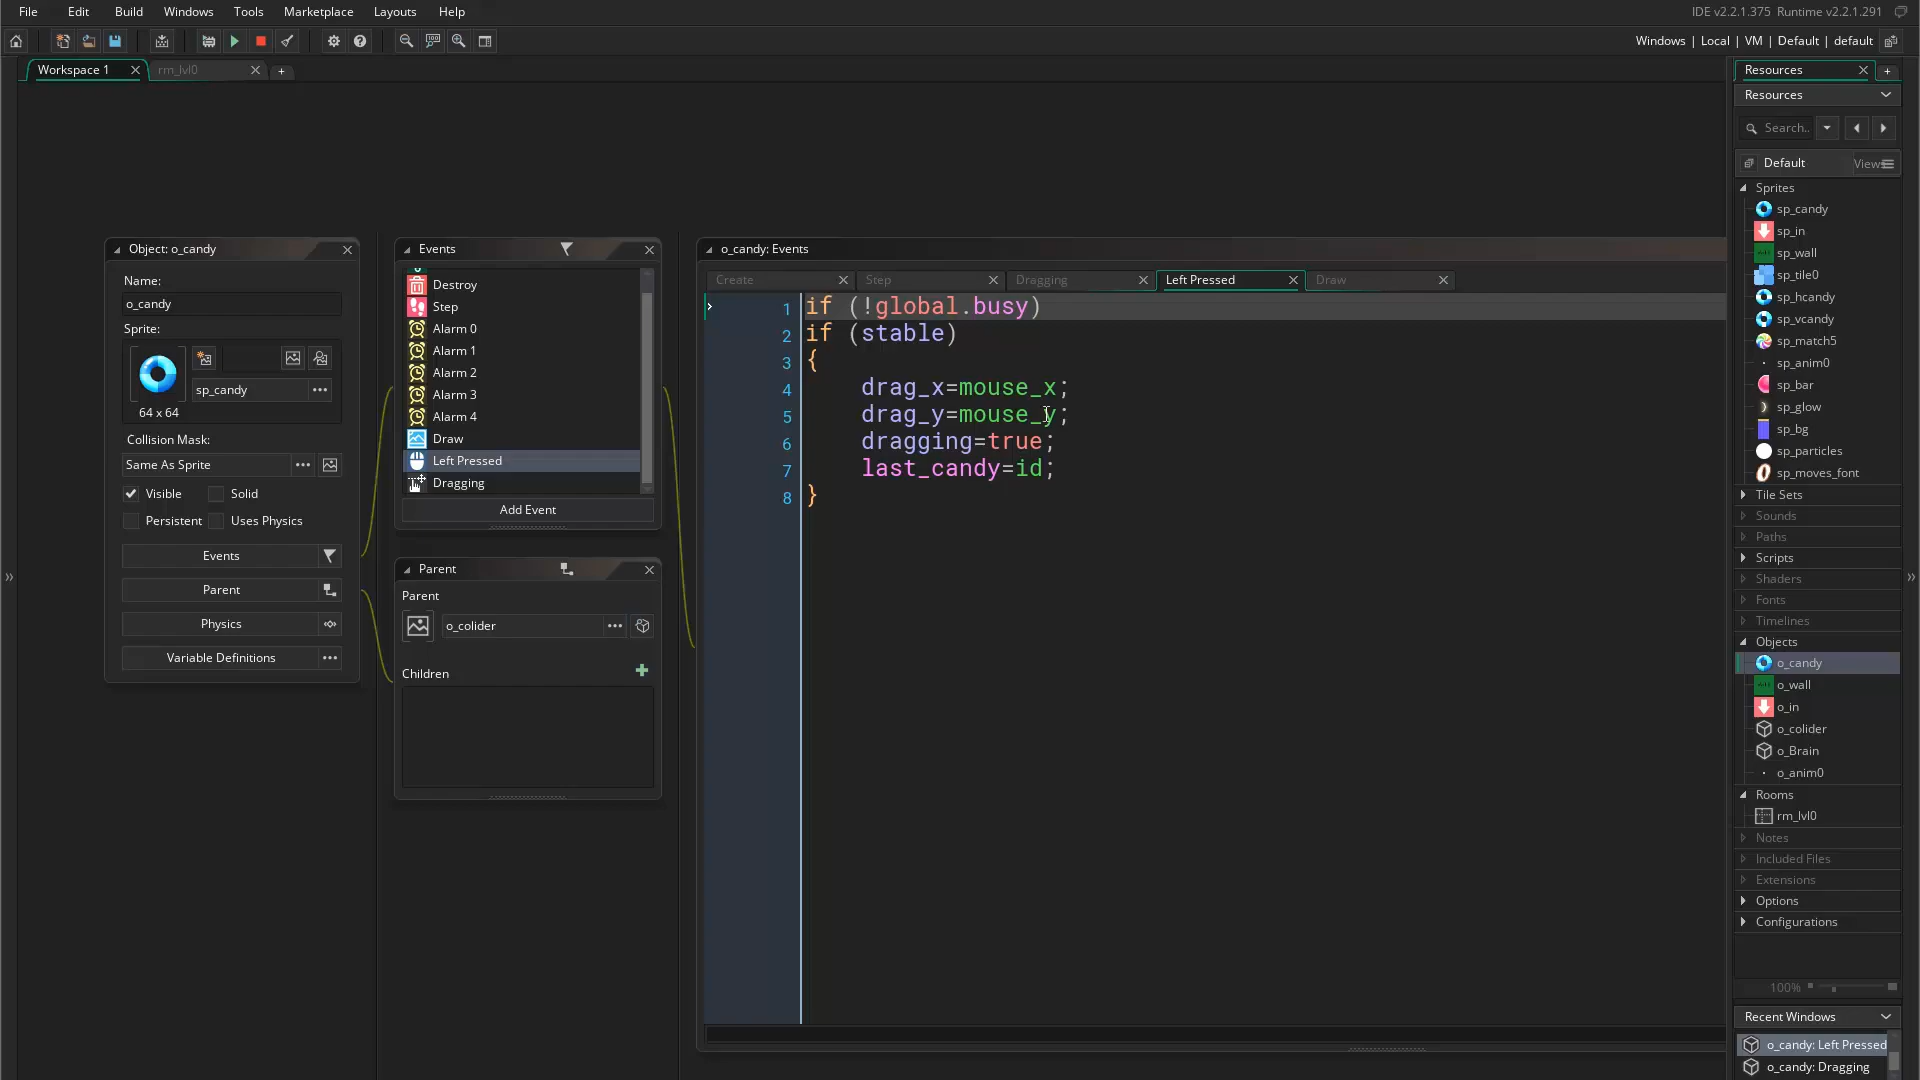 File Edit Build Windows Tools Marketplace Layouts Help
IDE v2.2.1.375 Runtime v2.2.1.291
Windows | Local | VM | Default | default
Workspace 1
rm_lvl0
Object: o_candy
Name:
o_candy
Sprite:
sp_candy
64 x 64
Collision Mask:
Same As Sprite
Visible Solid
Persistent Uses Physics
Events
Parent
Physics
Variable Definitions
Events
Destroy
Step
Alarm 0
Alarm 1
Alarm 2
Alarm 3
Alarm 4
Draw
Left Pressed
Dragging
Add Event
Parent
Parent
o_colider
Children
o_candy: Events
Create Step Dragging Left Pressed Draw
1 if (!global.busy)
2 if (stable)
3 {
4 drag_x=mouse_x;
5 drag_y=mouse_y;
6 dragging=true;
7 last_candy=id;
8 }
Resources
Resources
Search..
Default View
Sprites
sp_candy
sp_in
sp_wall
sp_tile0
sp_hcandy
sp_vcandy
sp_match5
sp_anim0
sp_bar
sp_glow
sp_bg
sp_particles
sp_moves_font
Tile Sets
Sounds
Paths
Scripts
Shaders
Fonts
Timelines
Objects
o_candy
o_wall
o_in
o_colider
o_Brain
o_anim0
Rooms
rm_lvl0
Notes
Included Files
Extensions
Options
Configurations
100%
Recent Windows
o_candy: Left Pressed
o_candy: Dragging